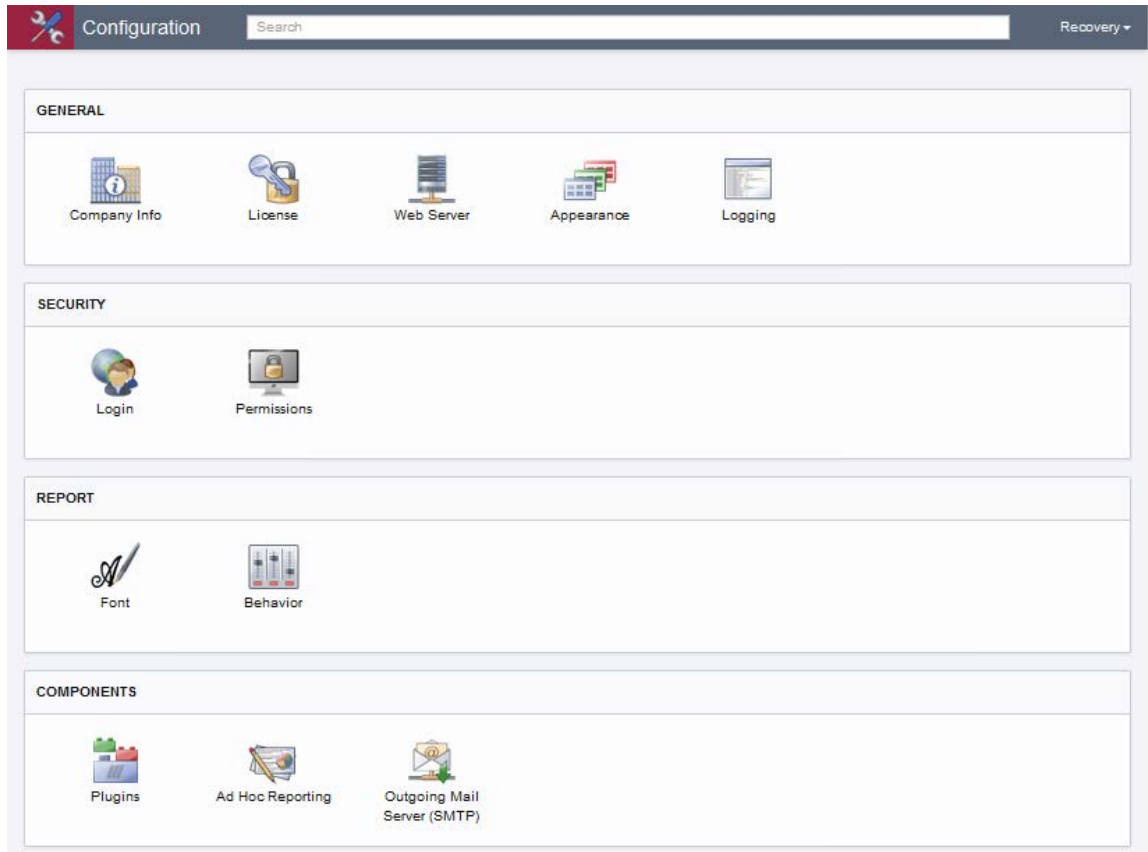 Configuration Search Recovery
GENERAL
Company Info License Web Server Appearance Logging
SECURITY
Login Permissions
REPORT
Font Behavior
COMPONENTS
Plugins Ad Hoc Reporting Outgoing Mail
Server (SMTP)